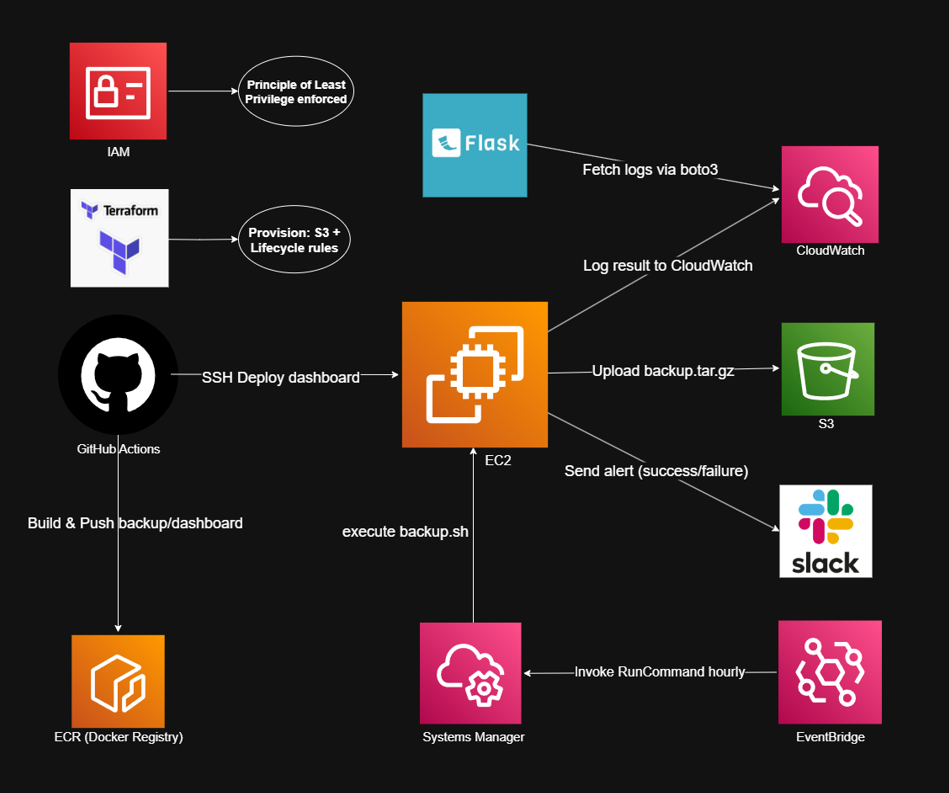 Principle of Least
Privilege enforced
IAM
Flask
Fetch logs via boto3
Terraform
Provision: S3 +
Lifecycle rules
CloudWatch
Log result to CloudWatch
SSH Deploy dashboard
Upload backup.tar.gz
S3
GitHub Actions
EC2
Send alert (success/failure)
Build & Push backup/dashboard
execute backup.sh
slack
Invoke RunCommand hourly
ECR (Docker Registry)
Systems Manager
EventBridge